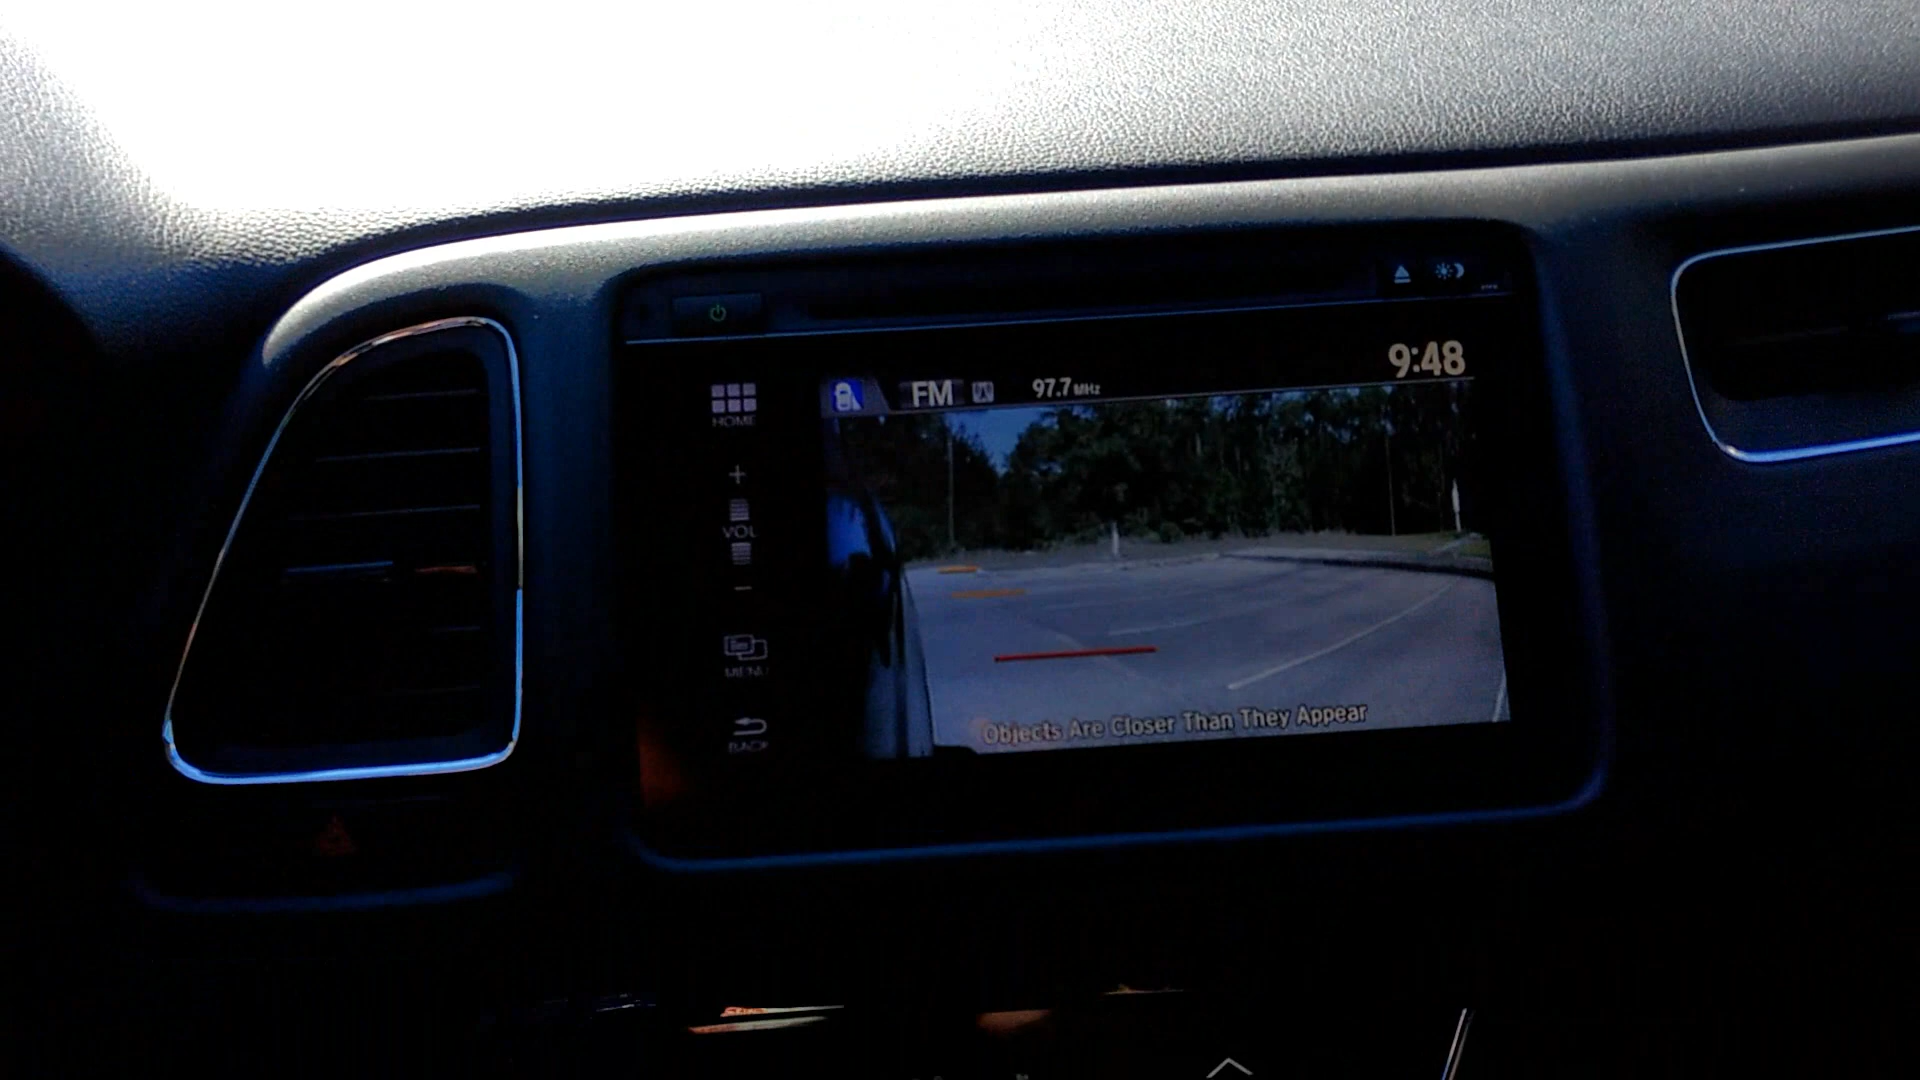 9:48
FM 97.7 MHz
HOME
+
VOL
−
MENU
BACK
Objects Are Closer Than They Appear